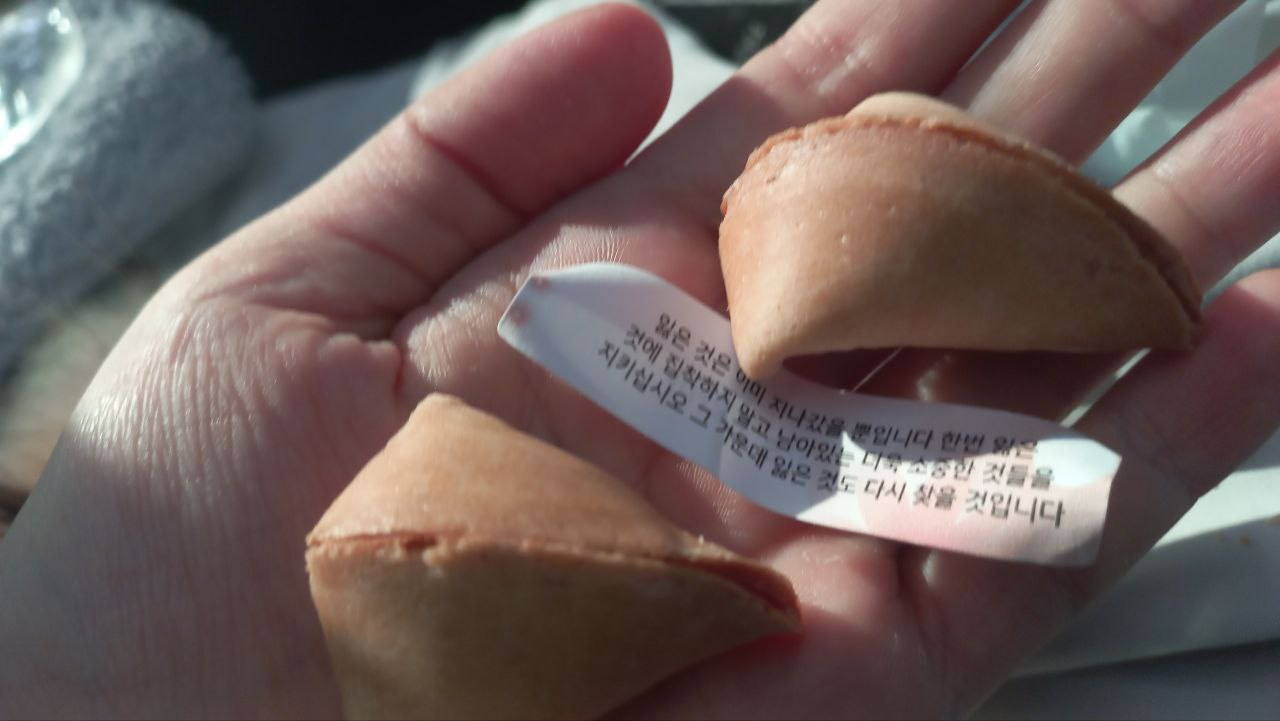 잃은 것은 이미 지나갔을 뿐입니다 한번 잃은
것에 집착하지 말고 남아있는 더욱 소중한 것들을
지키십시오 그 가운데 잃은 것도 다시 찾을 것입니다